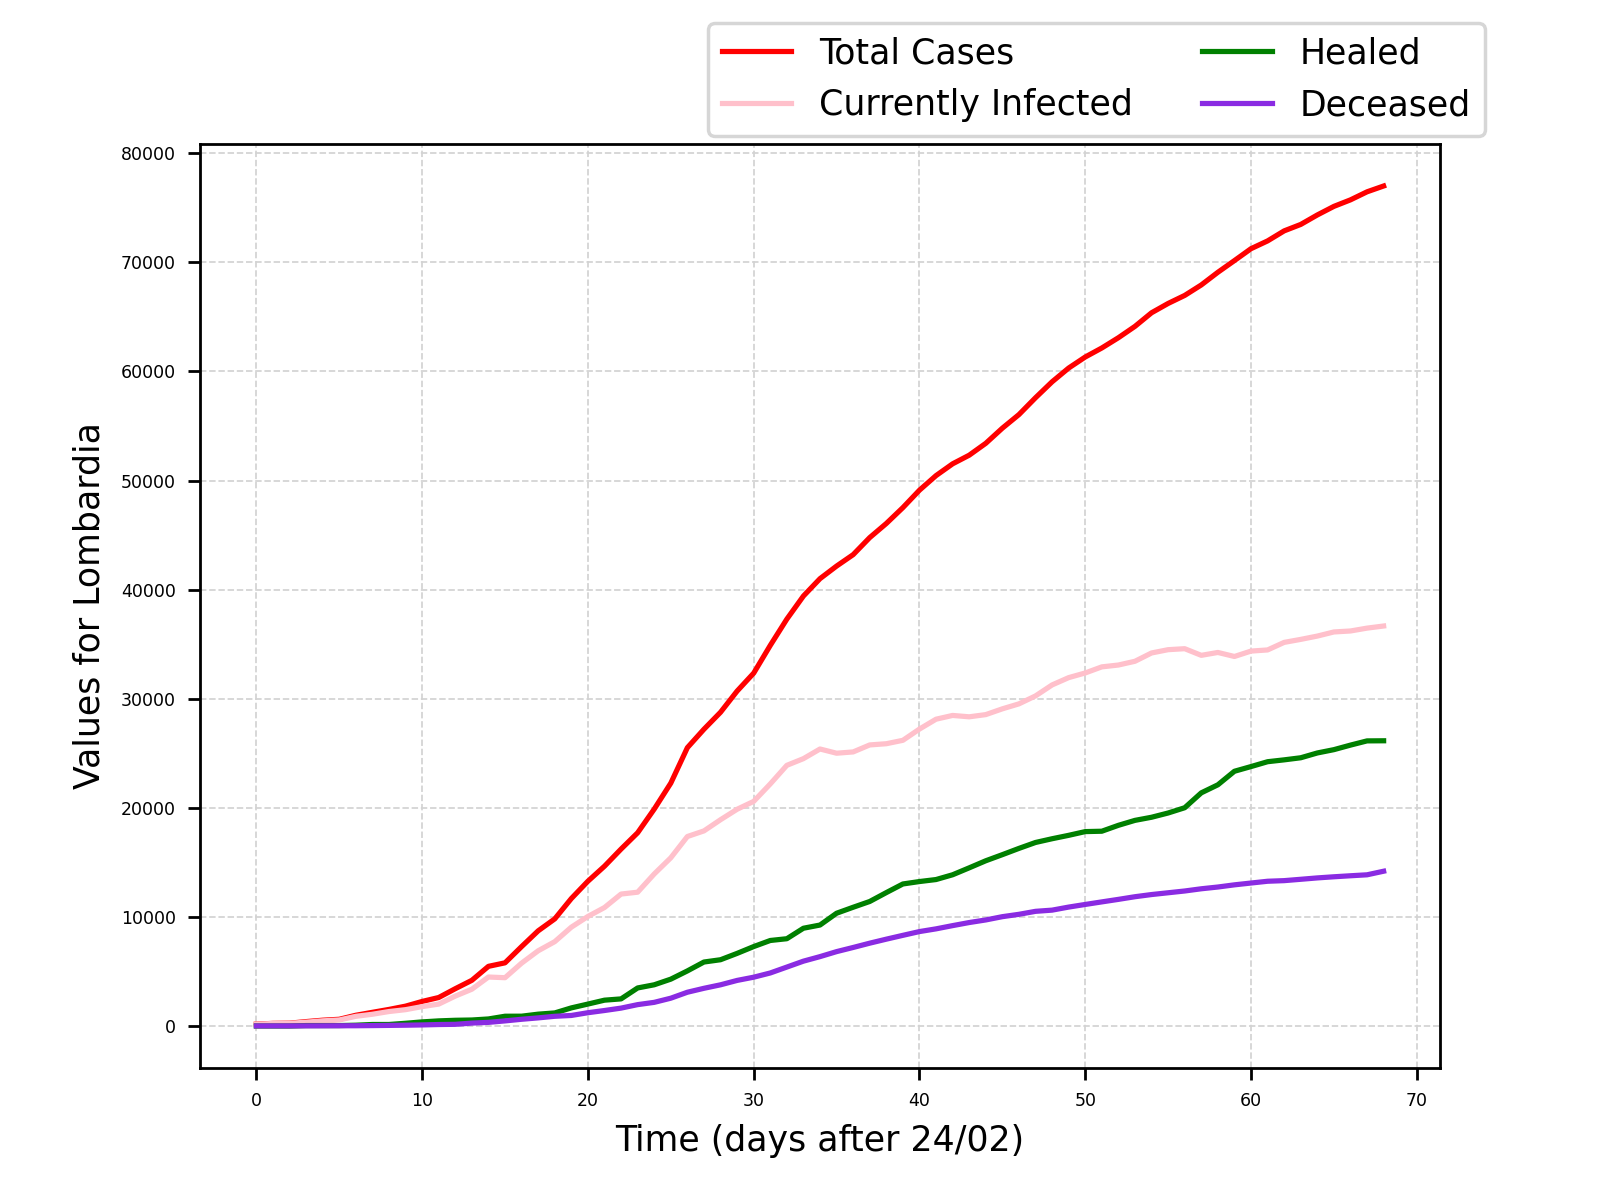 Total Cases
Currently Infected
Healed
Deceased
80000
70000
60000
50000
40000
30000
20000
10000
0
Values for Lombardia
0 10 20 30 40 50 60 70
Time (days after 24/02)